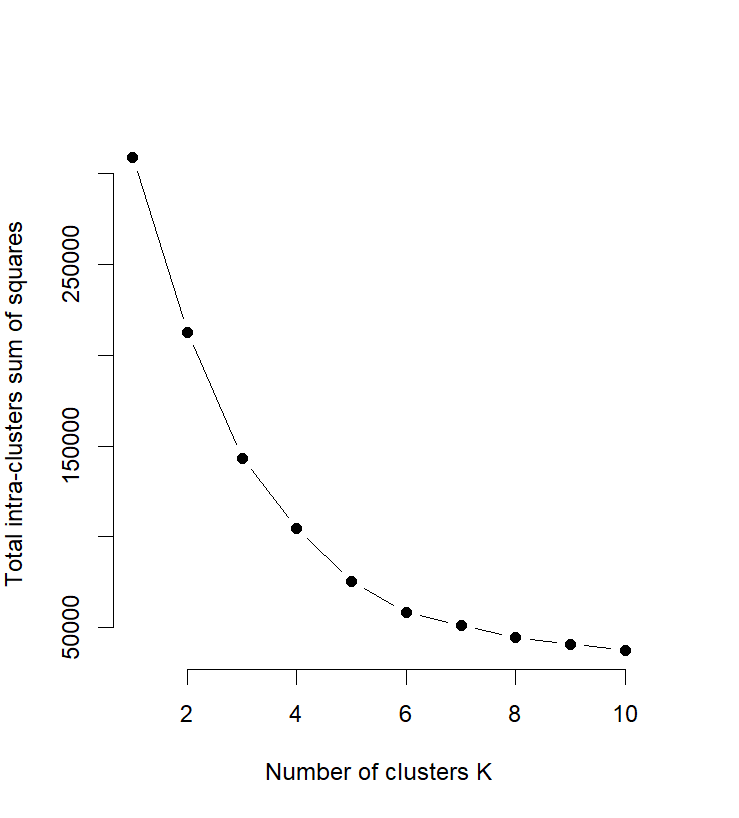 Total intra-clusters sum of squares
250000
150000
50000
2 4 6 8 10
Number of clusters K